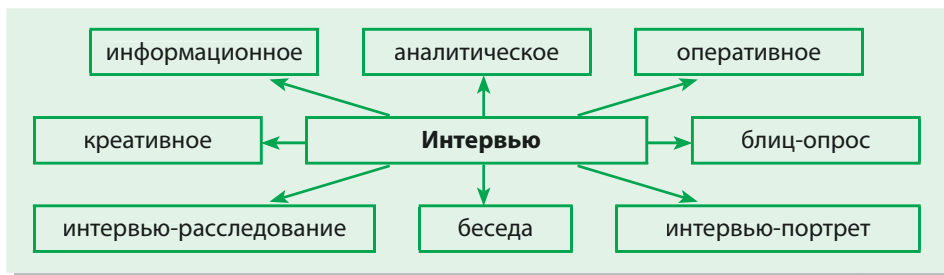 информационное
аналитическое
оперативное
креативное
Интервью
блиц-опрос
интервью-расследование
беседа
интервью-портрет